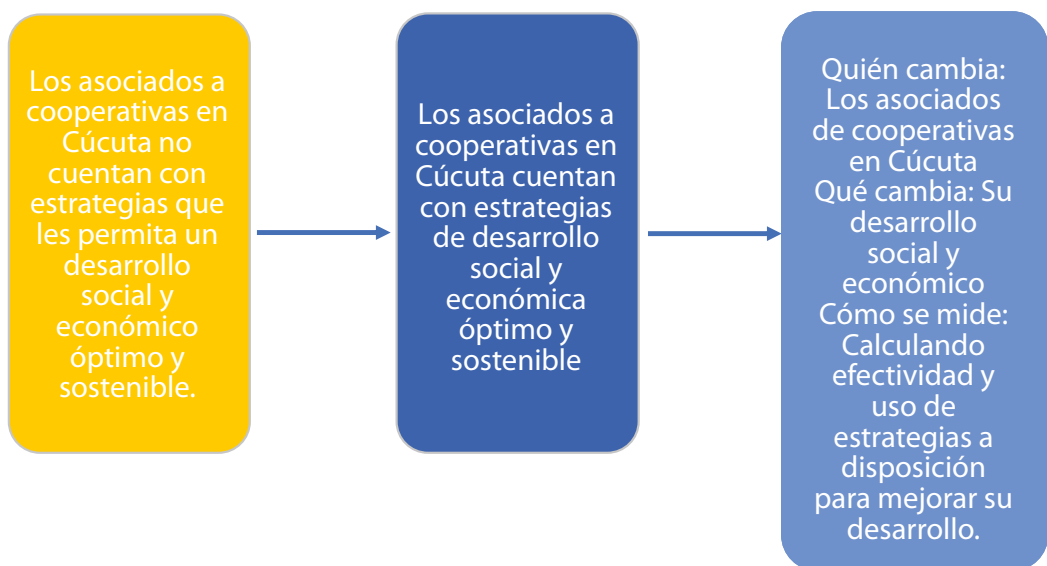 Los asociados a
cooperativas en
Cúcuta no
cuentan con
estrategias que
les permita un
desarrollo
social y
económico
óptimo y
sostenible.
Los asociados a
cooperativas en
Cúcuta cuentan
con estrategias
de desarrollo
social y
económica
óptimo y
sostenible
Quién cambia:
Los asociados
de cooperativas
en Cúcuta
Qué cambia: Su
desarrollo
social y
económico
Cómo se mide:
Calculando
efectividad y
uso de
estrategias a
disposición
para mejorar su
desarrollo.